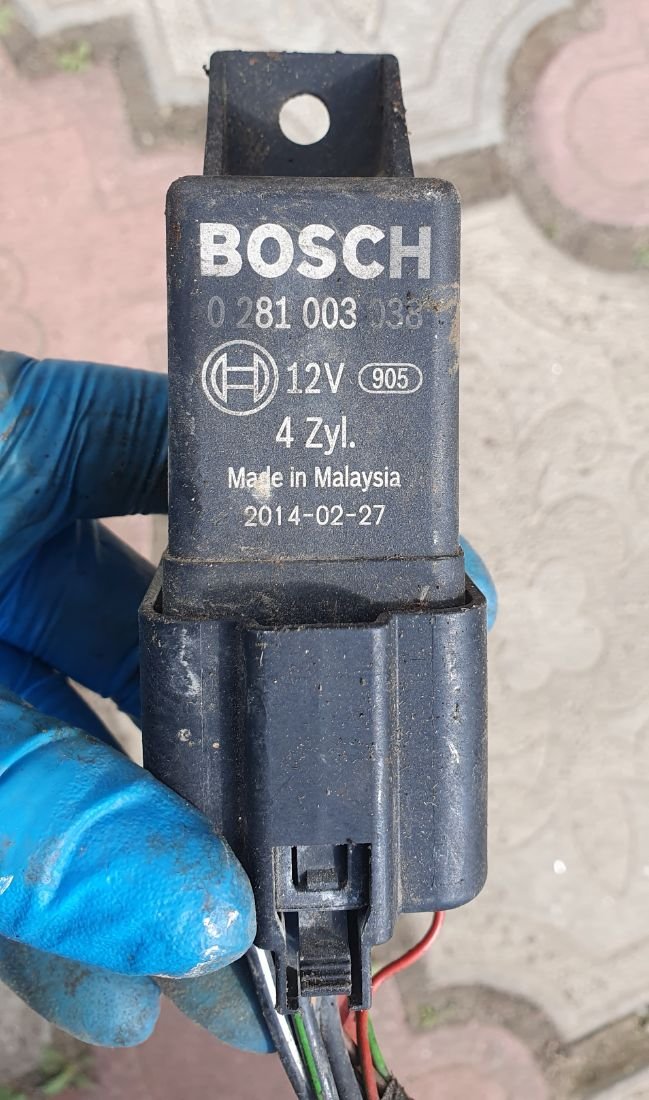 BOSCH
0 281 003 038
12V 905
4 Zyl.
Made in Malaysia
2014-02-27